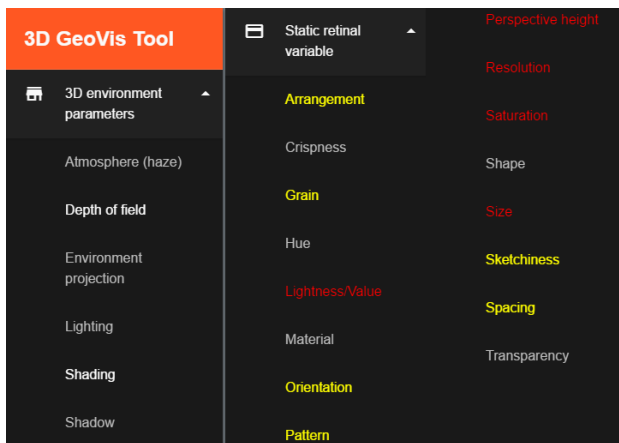 3D GeoVis Tool
3D environment
parameters
Atmosphere (haze)
Depth of field
Environment
projection
Lighting
Shading
Shadow
Static retinal
variable
Arrangement
Crispness
Grain
Hue
Lightness/Value
Material
Orientation
Pattern
Perspective height
Resolution
Saturation
Shape
Size
Sketchiness
Spacing
Transparency